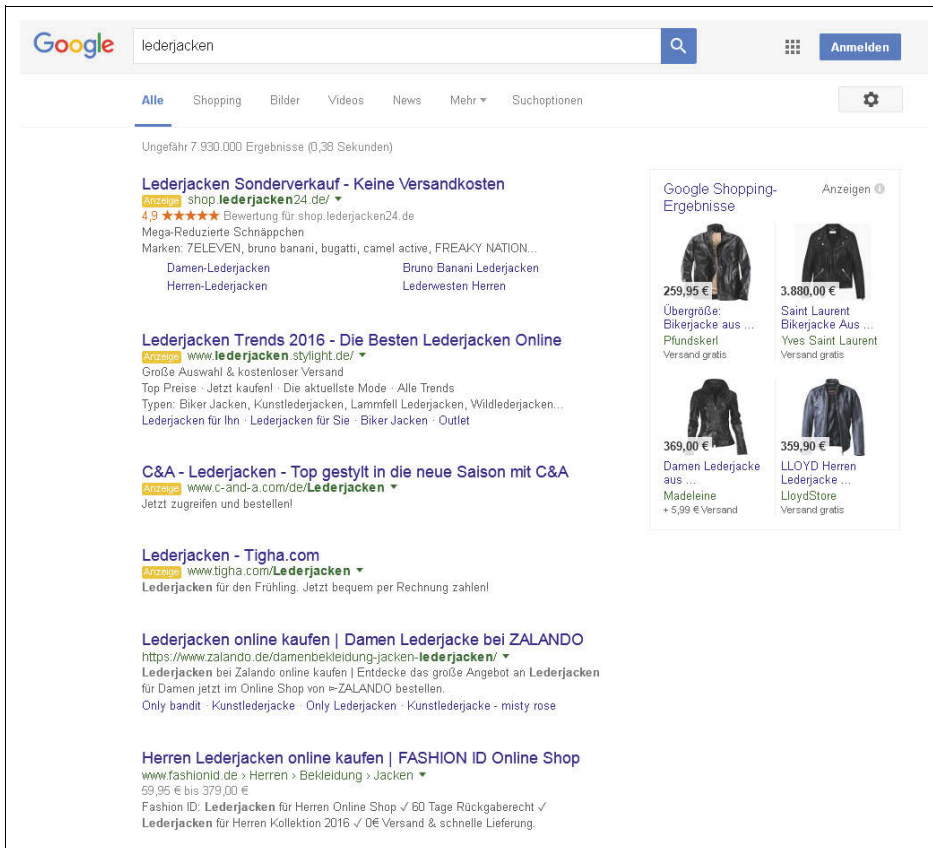 Google
lederjacken
Anmelden
Alle Shopping Bilder Videos News Mehr Suchoptionen
Ungefähr 7.930.000 Ergebnisse (0,38 Sekunden)
Lederjacken Sonderverkauf - Keine Versandkosten
Anzeige shop.lederjacken24.de/
4,9 ★★★★★ Bewertung für shop.lederjacken24.de
Mega-Reduzierte Schnäppchen
Marken: 7ELEVEN, bruno banani, bugatti, camel active, FREAKY NATION...
Damen-Lederjacken Bruno Banani Lederjacken
Herren-Lederjacken Lederwesten Herren
Lederjacken Trends 2016 - Die Besten Lederjacken Online
Anzeige www.lederjacken.stylight.de/
Große Auswahl & kostenloser Versand
Top Preise · Jetzt kaufen! · Die aktuellste Mode · Alle Trends
Typen: Biker Jacken, Kunstlederjacken, Lammfell Lederjacken, Wildlederjacken...
Lederjacken für Ihn · Lederjacken für Sie · Biker Jacken · Outlet
C&A - Lederjacken - Top gestylt in die neue Saison mit C&A
Anzeige www.c-and-a.com/de/Lederjacken
Jetzt zugreifen und bestellen!
Lederjacken - Tigha.com
Anzeige www.tigha.com/Lederjacken
Lederjacken für den Frühling. Jetzt bequem per Rechnung zahlen!
Lederjacken online kaufen | Damen Lederjacke bei ZALANDO
https://www.zalando.de/damenbekleidung-jacken-lederjacken/
Lederjacken bei Zalando online kaufen | Entdecke das große Angebot an Lederjacken
für Damen jetzt im Online Shop von ▻ZALANDO bestellen.
Only bandit · Kunstlederjacke · Only Lederjacken · Kunstlederjacke - misty rose
Herren Lederjacken online kaufen | FASHION ID Online Shop
www.fashionid.de › Herren › Bekleidung › Jacken
59,95 € bis 379,00 €
Fashion ID: Lederjacken für Herren Online Shop ✓ 60 Tage Rückgaberecht ✓
Lederjacken für Herren Kollektion 2016 ✓ 0€ Versand & schnelle Lieferung.
Google Shopping- Anzeigen
Ergebnisse
259,95 € 3.880,00 €
Übergröße: Saint Laurent
Bikerjacke aus ... Bikerjacke Aus ...
Pfundskerl Yves Saint Laurent
Versand gratis Versand gratis
369,00 € 359,90 €
Damen Lederjacke LLOYD Herren
aus ... Lederjacke ...
Madeleine LloydStore
+ 5,99 € Versand Versand gratis